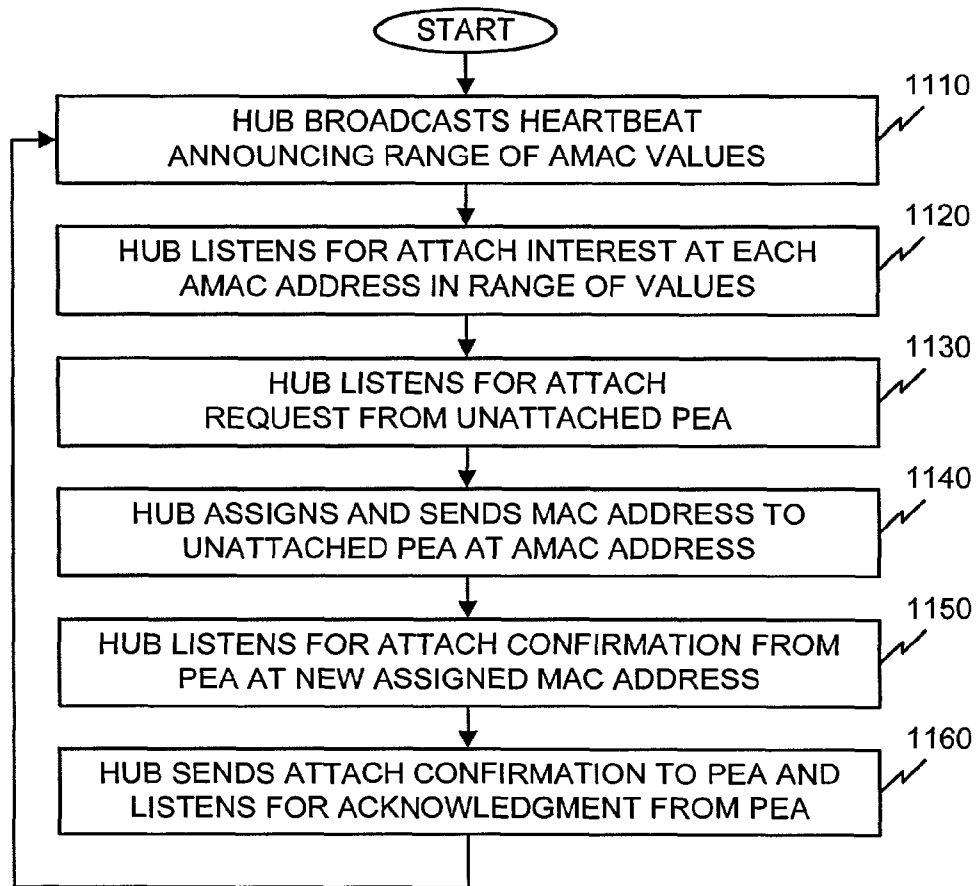 START
1110
HUB BROADCASTS HEARTBEAT
ANNOUNCING RANGE OF AMAC VALUES
1120
HUB LISTENS FOR ATTACH INTEREST AT EACH
AMAC ADDRESS IN RANGE OF VALUES
1130
HUB LISTENS FOR ATTACH
REQUEST FROM UNATTACHED PEA
1140
HUB ASSIGNS AND SENDS MAC ADDRESS TO
UNATTACHED PEA AT AMAC ADDRESS
1150
HUB LISTENS FOR ATTACH CONFIRMATION FROM
PEA AT NEW ASSIGNED MAC ADDRESS
1160
HUB SENDS ATTACH CONFIRMATION TO PEA AND
LISTENS FOR ACKNOWLEDGMENT FROM PEA